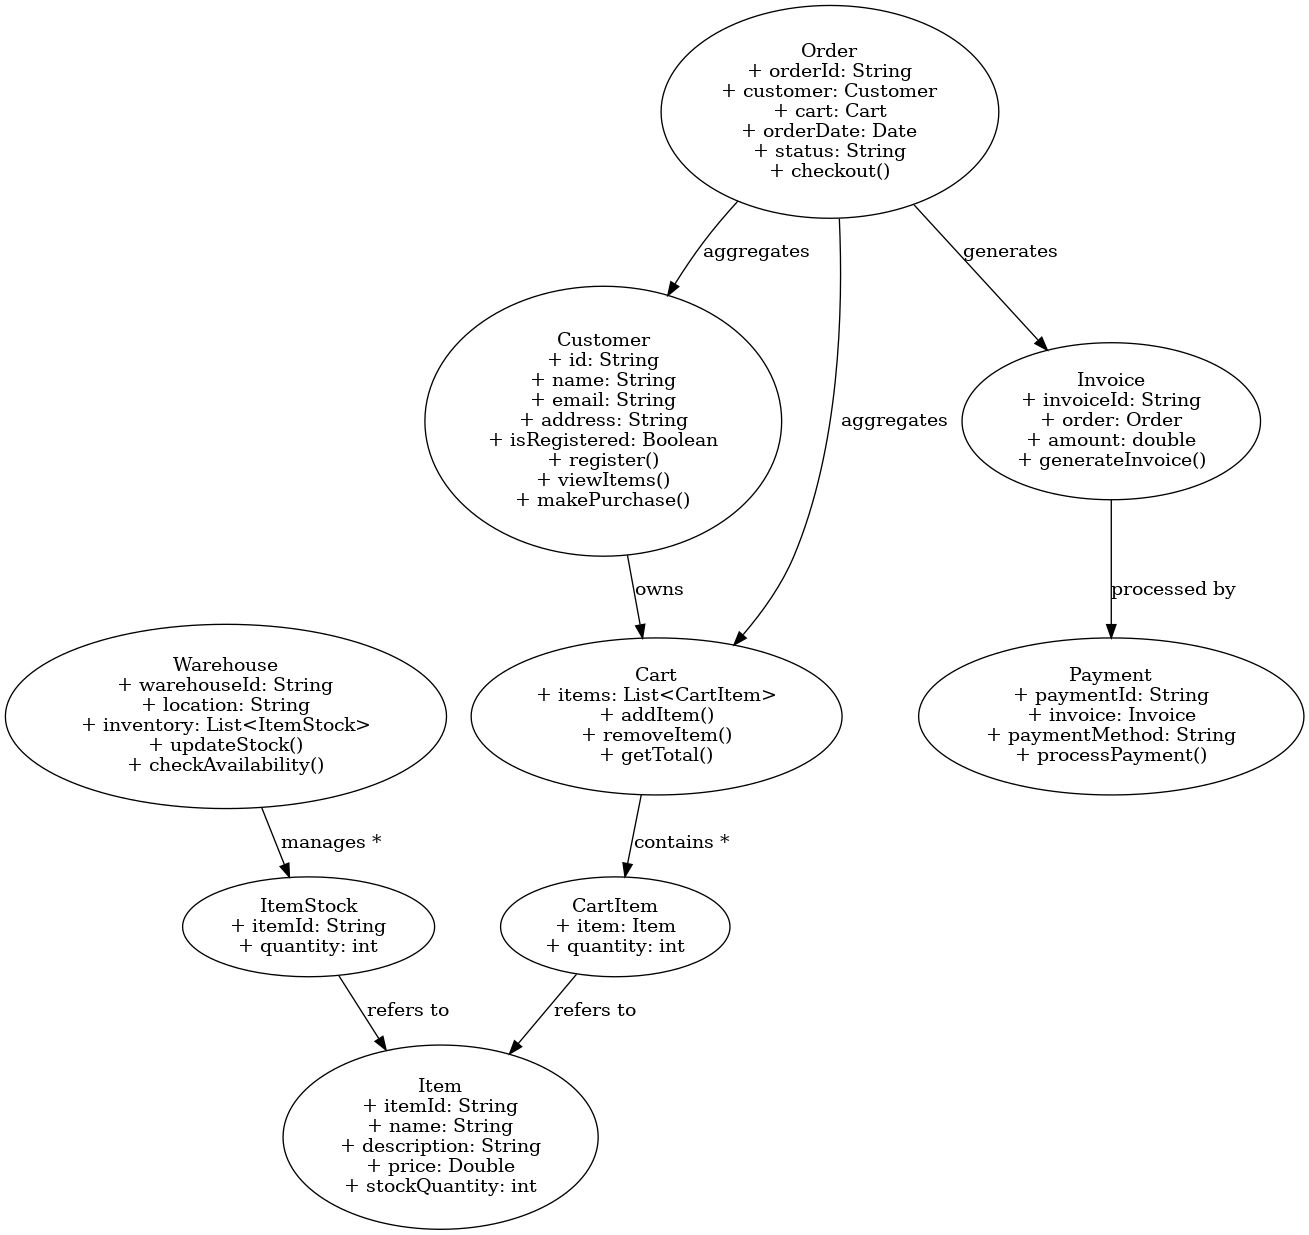 Order
+ orderId: String
+ customer: Customer
+ cart: Cart
+ orderDate: Date
+ status: String
+ checkout()
aggregates
generates
Customer
+ id: String
+ name: String
+ email: String
+ address: String
+ isRegistered: Boolean
+ register()
+ viewItems()
+ makePurchase()
aggregates
Invoice
+ invoiceId: String
+ order: Order
+ amount: double
+ generateInvoice()
owns
processed by
Warehouse
+ warehouseId: String
+ location: String
+ inventory: List<ItemStock>
+ updateStock()
+ checkAvailability()
Cart
+ items: List<CartItem>
+ addItem()
+ removeItem()
+ getTotal()
Payment
+ paymentId: String
+ invoice: Invoice
+ paymentMethod: String
+ processPayment()
manages *
contains *
ItemStock
+ itemId: String
+ quantity: int
CartItem
+ item: Item
+ quantity: int
refers to
refers to
Item
+ itemId: String
+ name: String
+ description: String
+ price: Double
+ stockQuantity: int